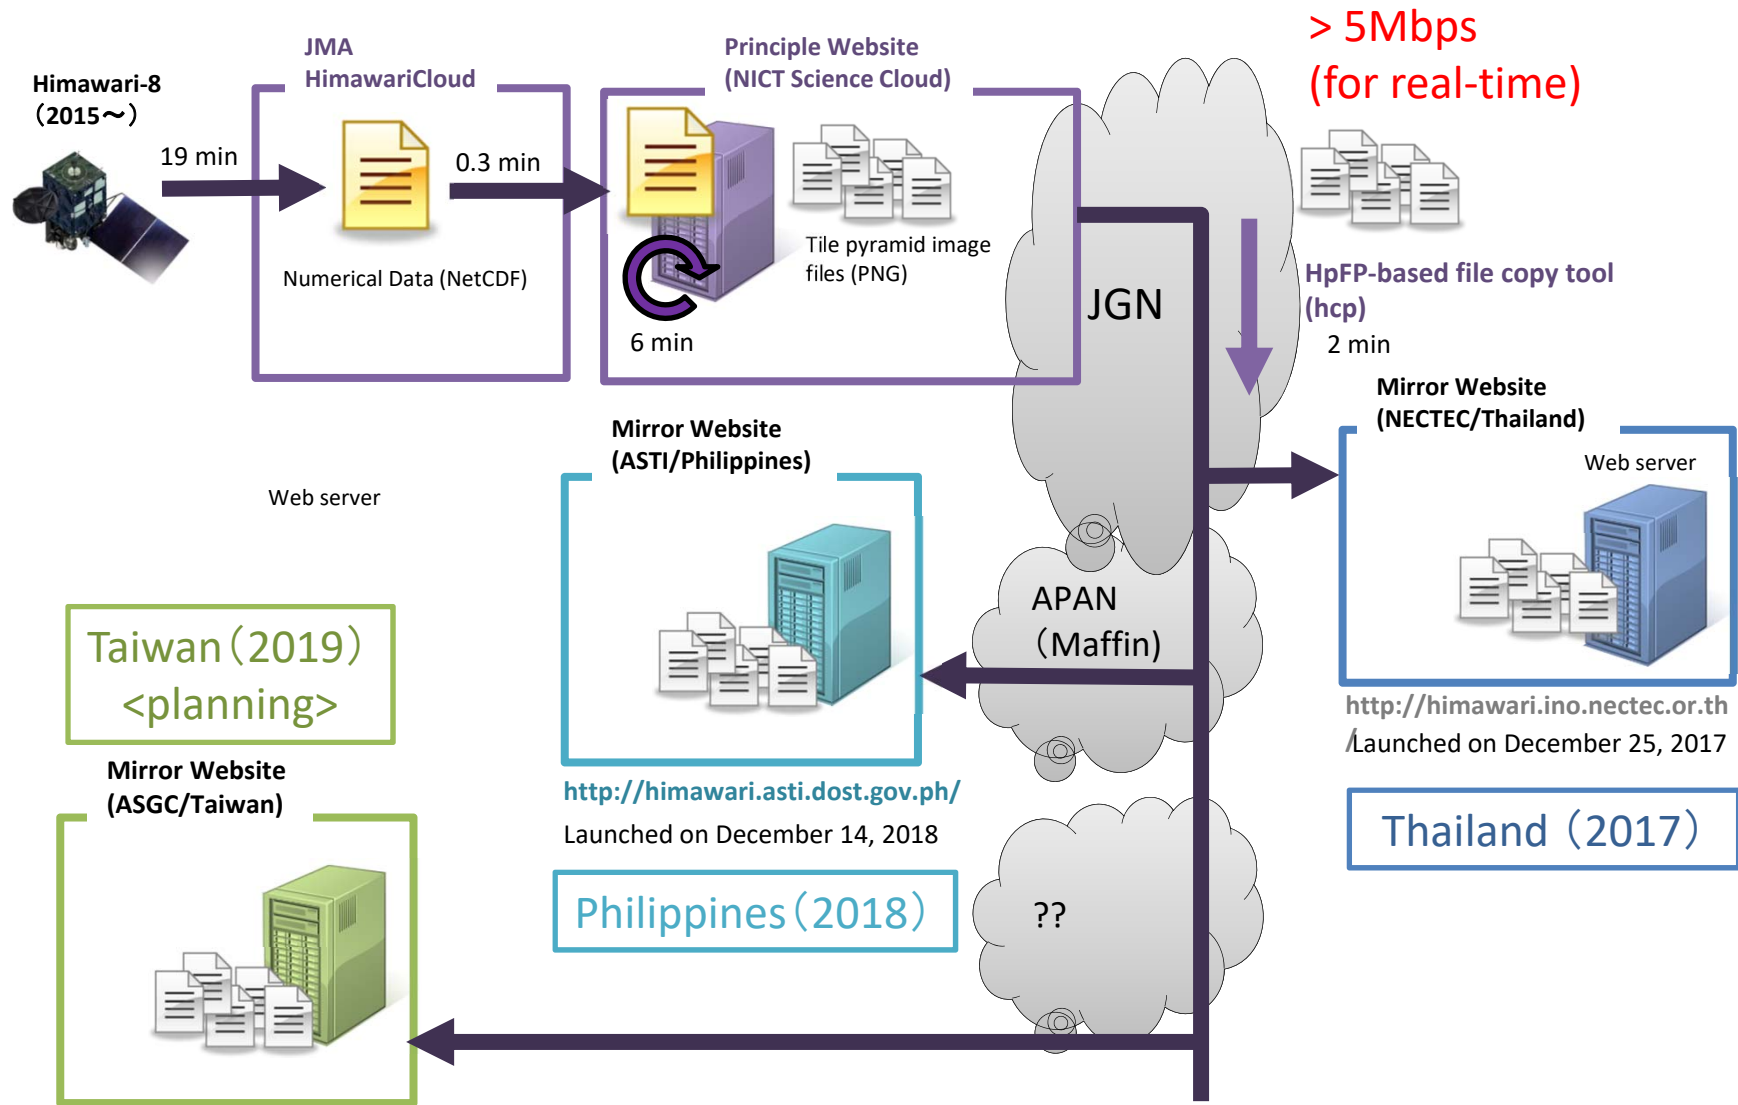 > 5Mbps
(for real-time)
JMA
HimawariCloud
Principle Website
(NICT Science Cloud)
Himawari-8
（2015～）
19 min
0.3 min
Numerical Data (NetCDF)
Tile pyramid image
files (PNG)
6 min
JGN
HpFP-based file copy tool
(hcp)
2 min
Mirror Website
(NECTEC/Thailand)
Web server
Mirror Website
(ASTI/Philippines)
Web server
APAN
（Maffin)
http://himawari.ino.nectec.or.th
/Launched on December 25, 2017
Thailand（2017）
http://himawari.asti.dost.gov.ph/
Launched on December 14, 2018
Philippines（2018）
Taiwan（2019）
<planning>
Mirror Website
(ASGC/Taiwan)
??